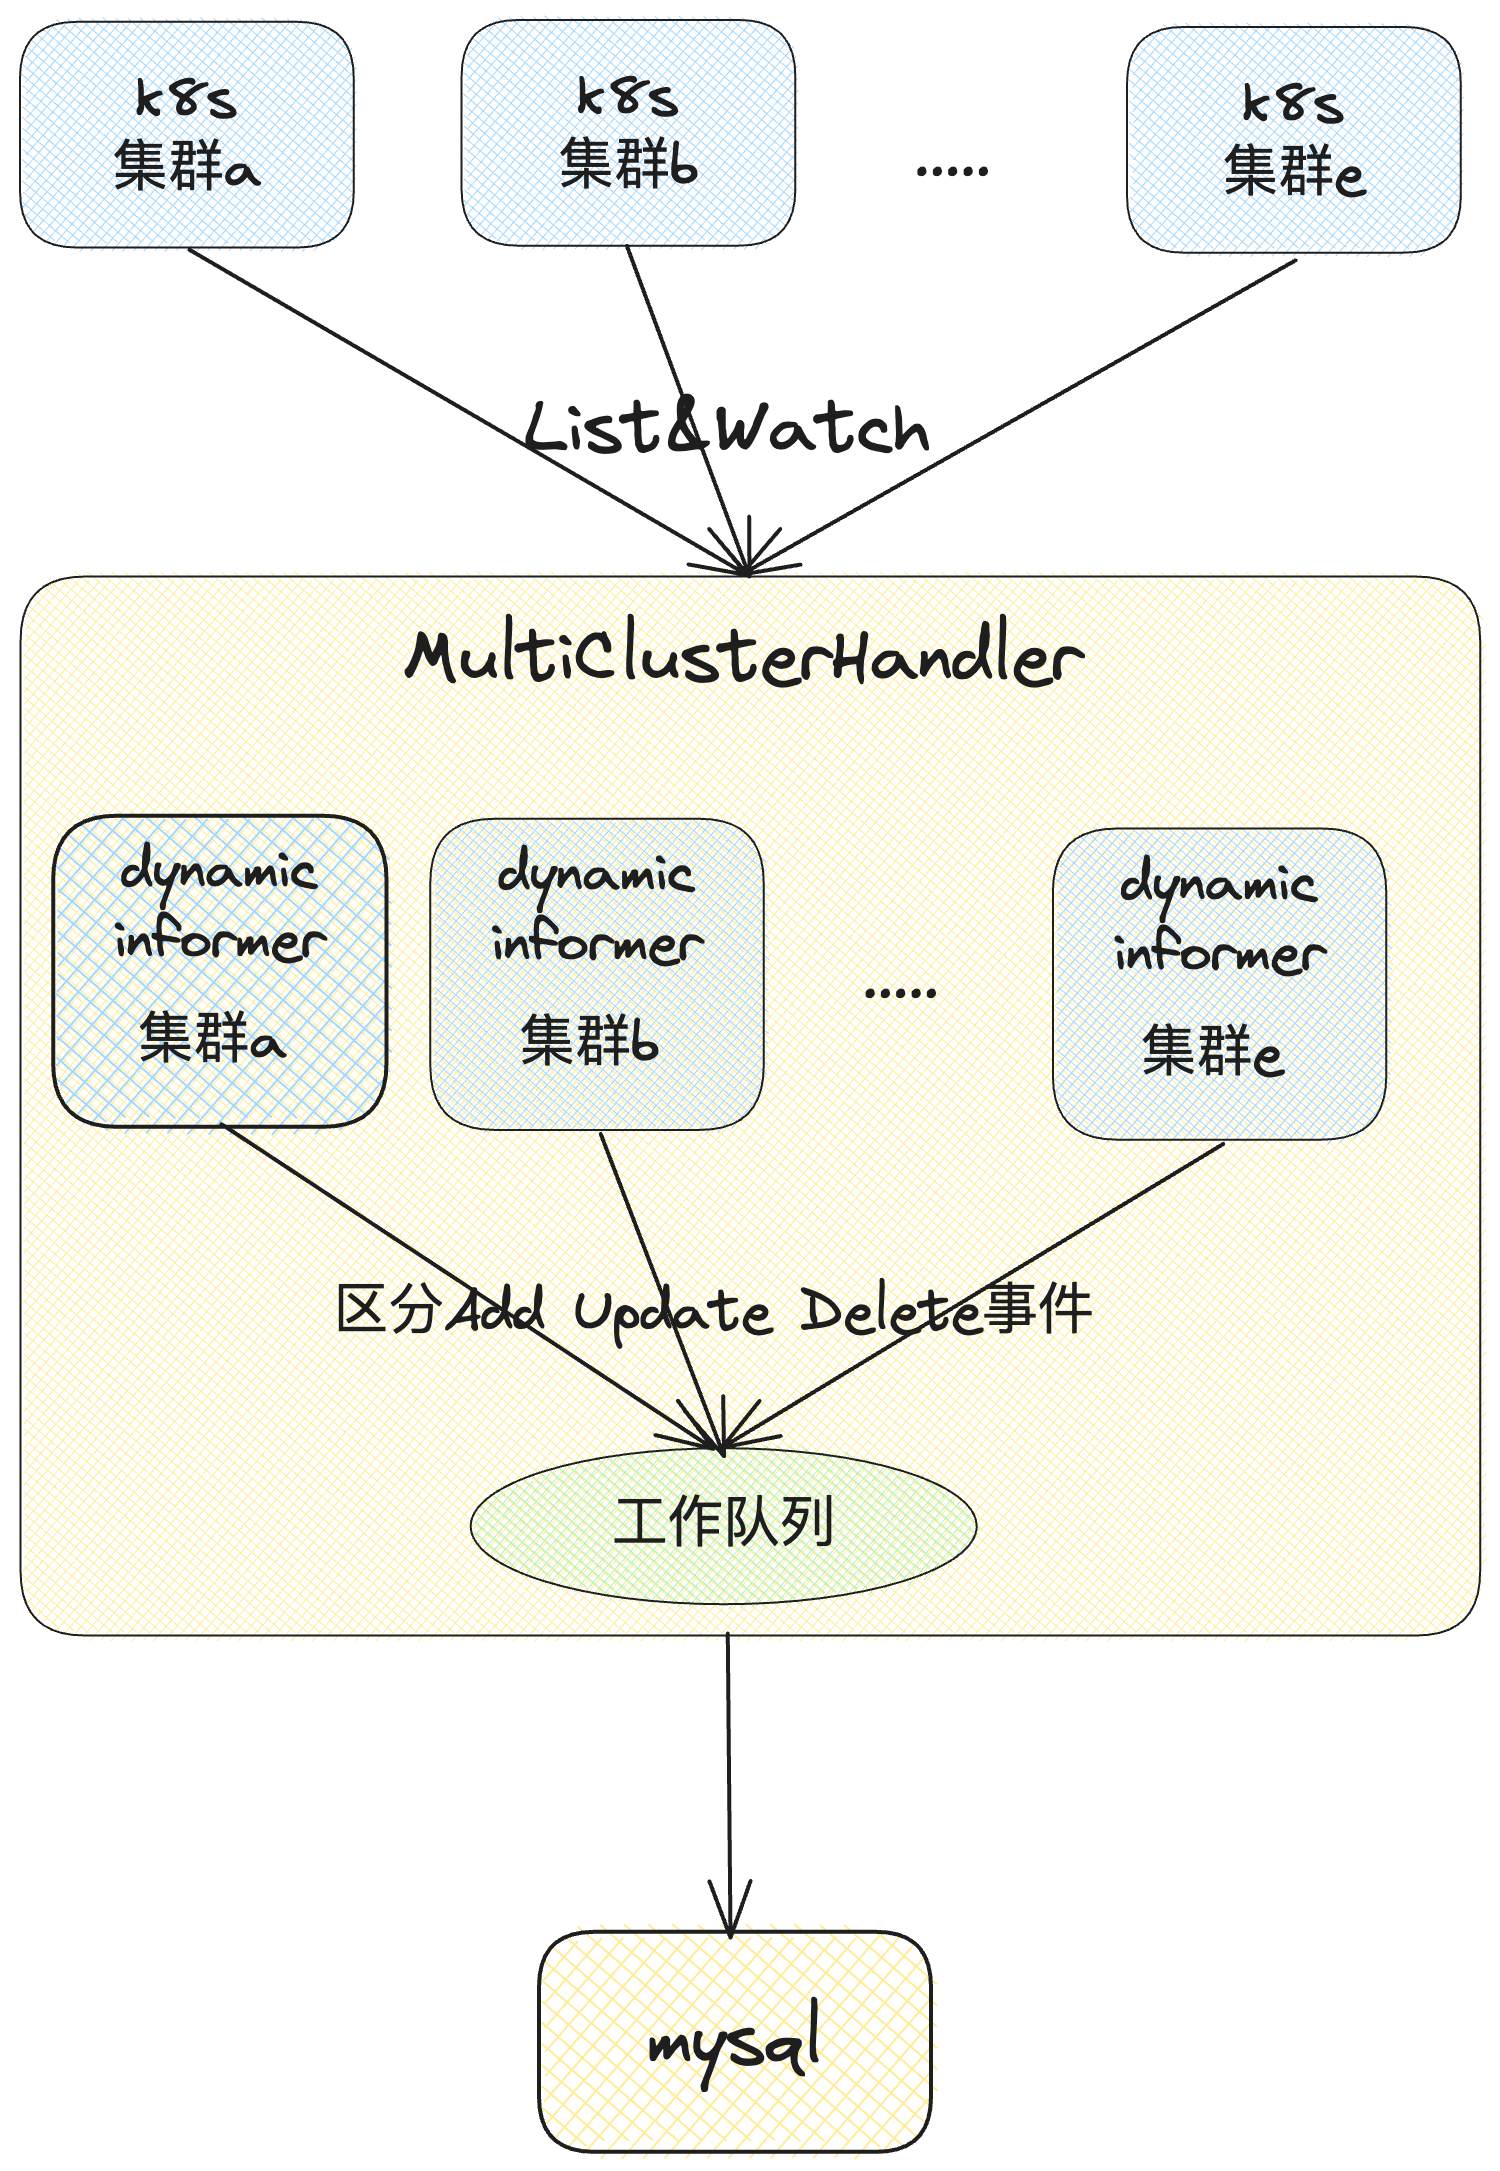 k8s
集群a
k8s
集群b
.....
k8s
集群e
List&Watch
MultiClusterHandler
dynamic
informer
集群a
dynamic
informer
集群b
.....
dynamic
informer
集群e
区分Add Update Delete事件
工作队列
mysql